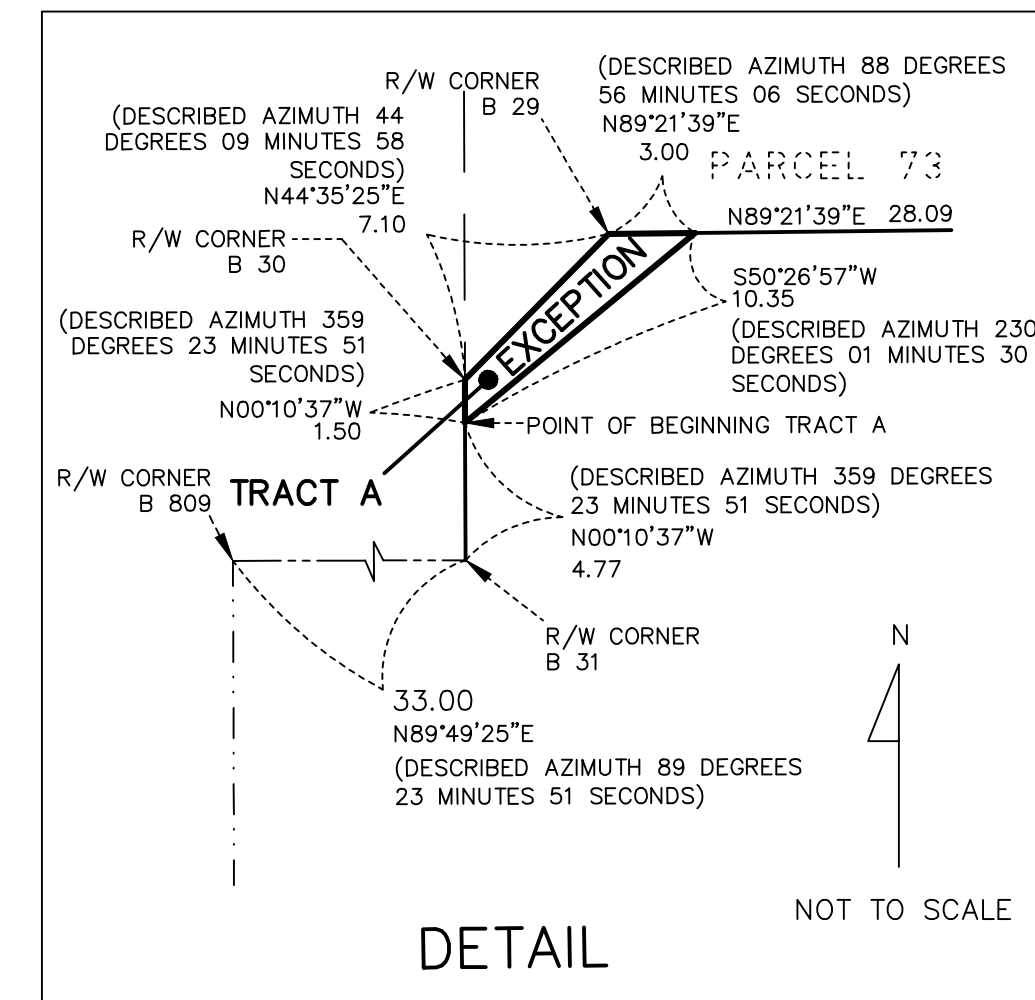 R/W CORNER
B 29
(DESCRIBED AZIMUTH 88 DEGREES
56 MINUTES 06 SECONDS)
N89°21'39"E
3.00
(DESCRIBED AZIMUTH 44
DEGREES 09 MINUTES 58
SECONDS)
N44°35'25"E
7.10
PARCEL 73
N89°21'39"E 28.09
R/W CORNER
B 30
EXCEPTION
S50°26'57"W
10.35
(DESCRIBED AZIMUTH 230
DEGREES 01 MINUTES 30
SECONDS)
(DESCRIBED AZIMUTH 359
DEGREES 23 MINUTES 51
SECONDS)
N00°10'37"W
1.50
POINT OF BEGINNING TRACT A
R/W CORNER
B 809
TRACT A
(DESCRIBED AZIMUTH 359 DEGREES
23 MINUTES 51 SECONDS)
N00°10'37"W
4.77
R/W CORNER
B 31
N
33.00
N89°49'25"E
(DESCRIBED AZIMUTH 89 DEGREES
23 MINUTES 51 SECONDS)
NOT TO SCALE
DETAIL